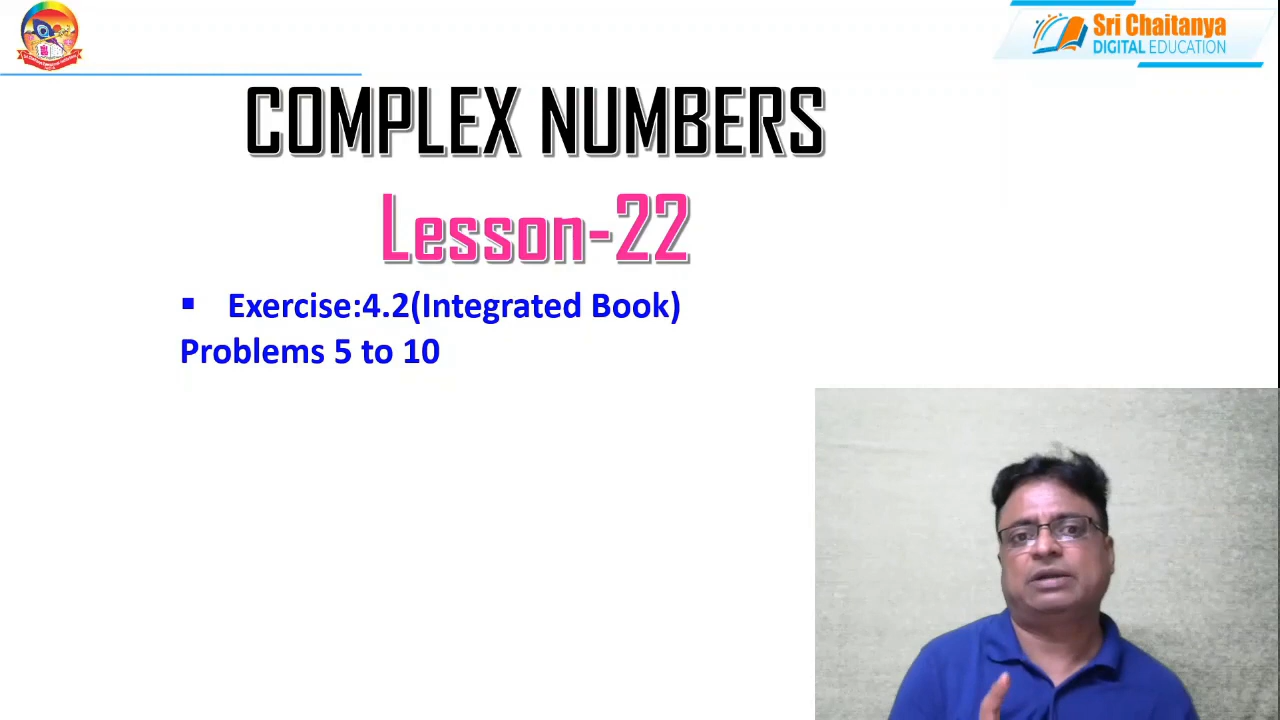 Sri Chaitanya
DIGITAL EDUCATION
COMPLEX NUMBERS
Lesson-22
▪ Exercise:4.2(Integrated Book)
Problems 5 to 10